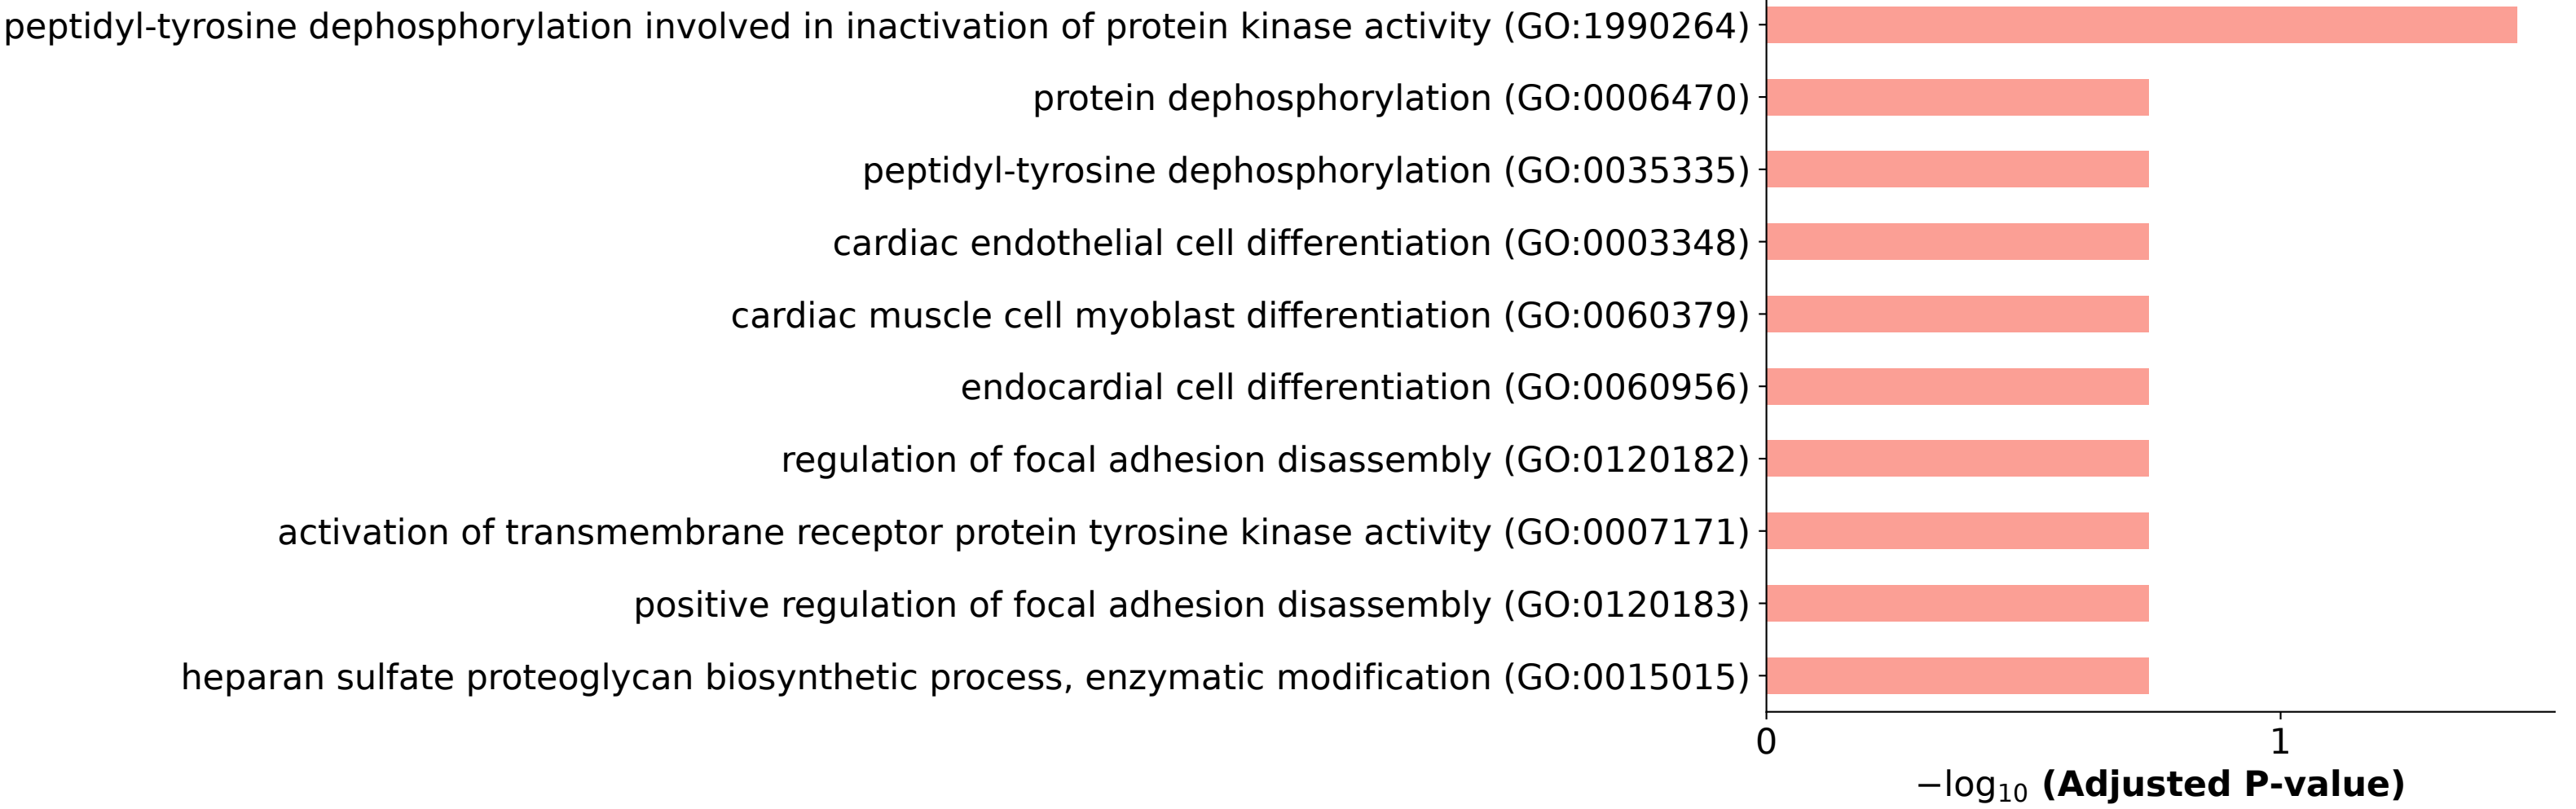 peptidyl-tyrosine dephosphorylation involved in inactivation of protein kinase activity (GO:1990264)
protein dephosphorylation (GO:0006470)
peptidyl-tyrosine dephosphorylation (GO:0035335)
cardiac endothelial cell differentiation (GO:0003348)
cardiac muscle cell myoblast differentiation (GO:0060379)
endocardial cell differentiation (GO:0060956)
regulation of focal adhesion disassembly (GO:0120182)
activation of transmembrane receptor protein tyrosine kinase activity (GO:0007171)
positive regulation of focal adhesion disassembly (GO:0120183)
heparan sulfate proteoglycan biosynthetic process, enzymatic modification (GO:0015015)
0 1
−log₁₀ (Adjusted P-value)